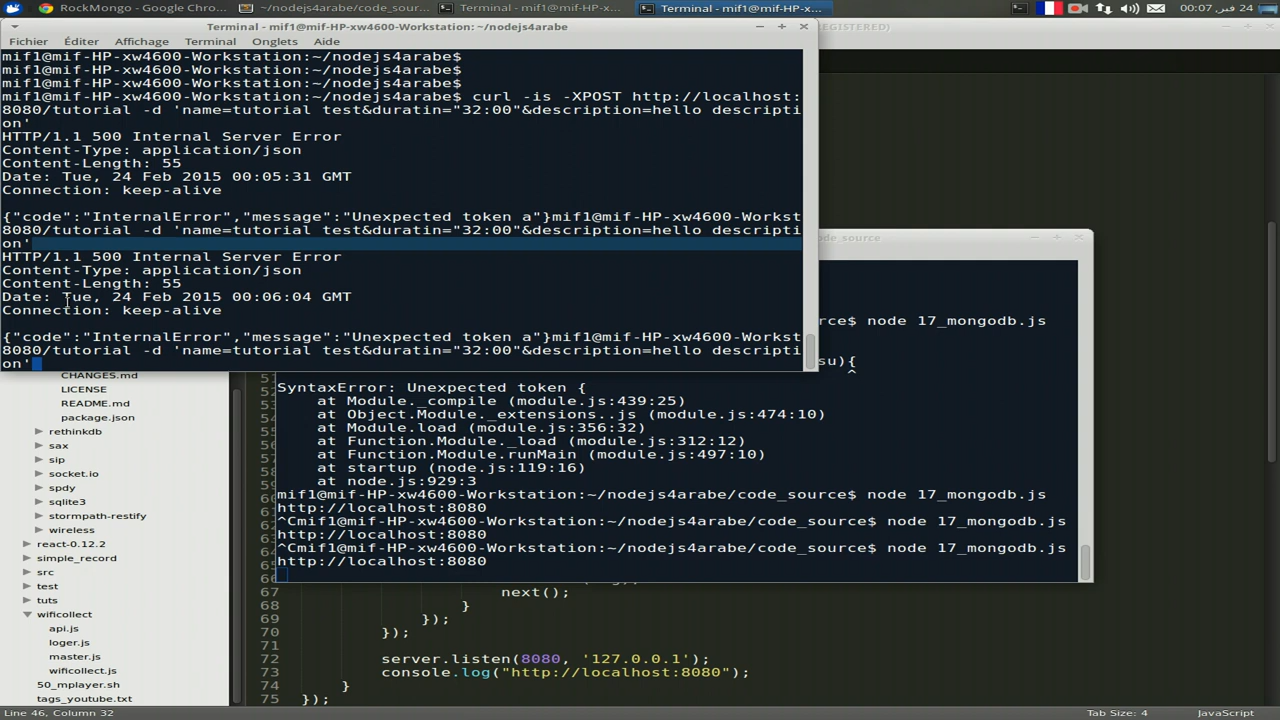 RockMongo - Google Chro...
~/nodejs4arabe/code_sour...
Terminal - mif1@mif-HP-x...
Terminal - mif1@mif-HP-x...
24 فبر, 00:07
Terminal - mif1@mif-HP-xw4600-Workstation: ~/nodejs4arabe
Fichier Éditer Affichage Terminal Onglets Aide
mif1@mif-HP-xw4600-Workstation:~/nodejs4arabe$
mif1@mif-HP-xw4600-Workstation:~/nodejs4arabe$
mif1@mif-HP-xw4600-Workstation:~/nodejs4arabe$
mif1@mif-HP-xw4600-Workstation:~/nodejs4arabe$ curl -is -XPOST http://localhost:
8080/tutorial -d 'name=tutorial test&duratin="32:00"&description=hello descripti
on'
HTTP/1.1 500 Internal Server Error
Content-Type: application/json
Content-Length: 55
Date: Tue, 24 Feb 2015 00:05:31 GMT
Connection: keep-alive
{"code":"InternalError","message":"Unexpected token a"}mif1@mif-HP-xw4600-Workst
8080/tutorial -d 'name=tutorial test&duratin="32:00"&description=hello descripti
on'
HTTP/1.1 500 Internal Server Error
Content-Type: application/json
Content-Length: 55
Date: Tue, 24 Feb 2015 00:06:04 GMT
Connection: keep-alive
{"code":"InternalError","message":"Unexpected token a"}mif1@mif-HP-xw4600-Workst
8080/tutorial -d 'name=tutorial test&duratin="32:00"&description=hello descripti
on'
$ node 17_mongodb.js
su){
^
SyntaxError: Unexpected token {
at Module._compile (module.js:439:25)
at Object.Module._extensions..js (module.js:474:10)
at Module.load (module.js:356:32)
at Function.Module._load (module.js:312:12)
at Function.Module.runMain (module.js:497:10)
at startup (node.js:119:16)
at node.js:929:3
mif1@mif-HP-xw4600-Workstation:~/nodejs4arabe/code_source$ node 17_mongodb.js
http://localhost:8080
^Cmif1@mif-HP-xw4600-Workstation:~/nodejs4arabe/code_source$ node 17_mongodb.js
http://localhost:8080
^Cmif1@mif-HP-xw4600-Workstation:~/nodejs4arabe/code_source$ node 17_mongodb.js
http://localhost:8080
CHANGES.md
LICENSE
README.md
package.json
rethinkdb
sax
sip
socket.io
spdy
sqlite3
stormpath-restify
wireless
react-0.12.2
simple_record
src
test
tuts
wificollect
api.js
loger.js
master.js
wificollect.js
50_mplayer.sh
tags_youtube.txt
67 next();
68 }
69 });
70 });
71
72 server.listen(8080, '127.0.0.1');
73 console.log("http://localhost:8080");
74 }
75 });
Line 46, Column 32
Tab Size: 4
JavaScript